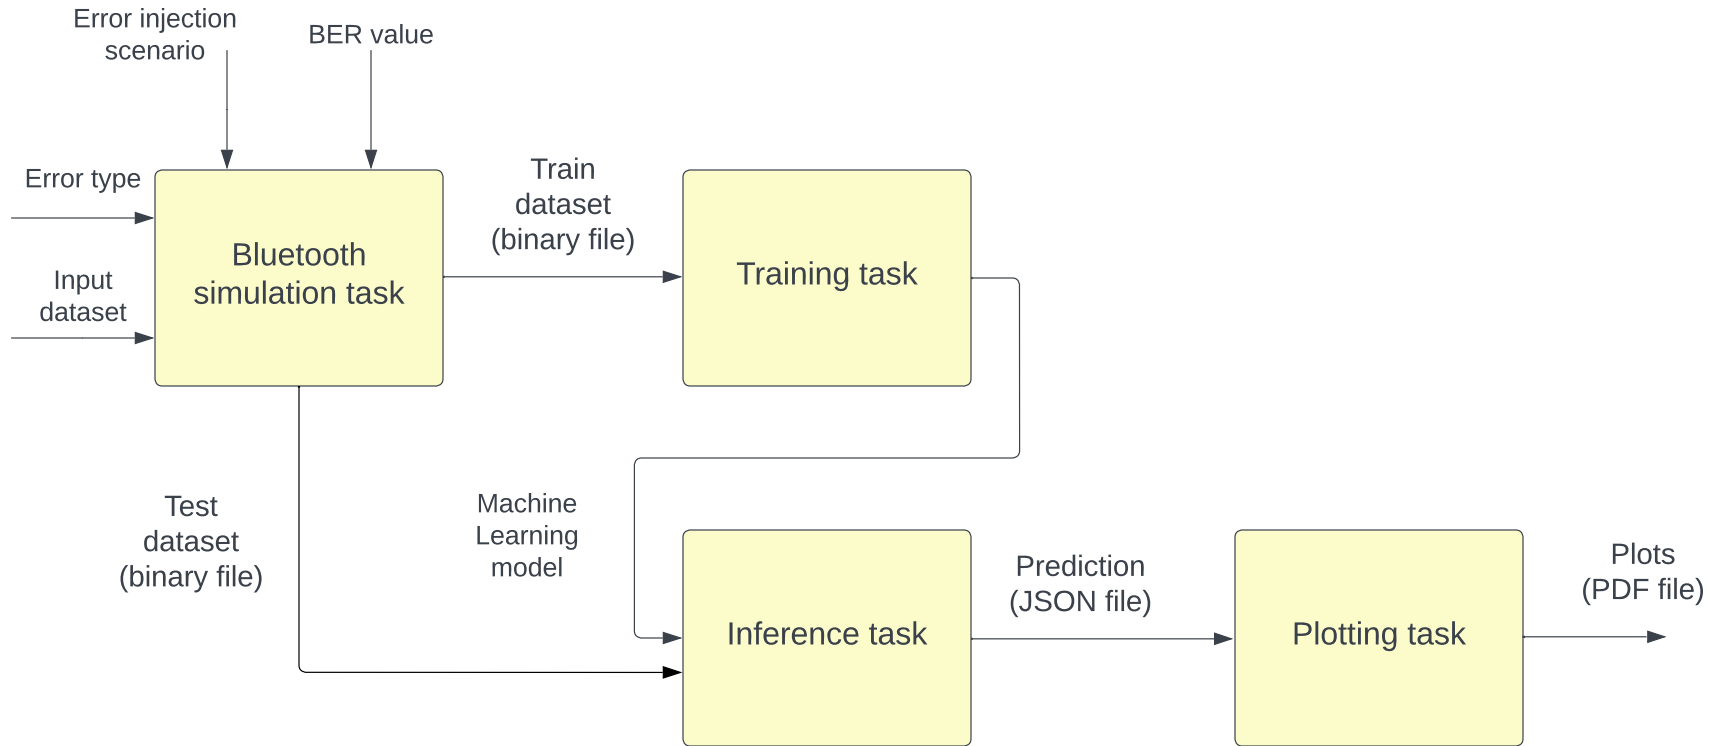 Error injection
scenario
BER value
Error type
Input
dataset
Bluetooth
simulation task
Train
dataset
(binary file)
Training task
Test
dataset
(binary file)
Machine
Learning
model
Inference task
Prediction
(JSON file)
Plotting task
Plots
(PDF file)